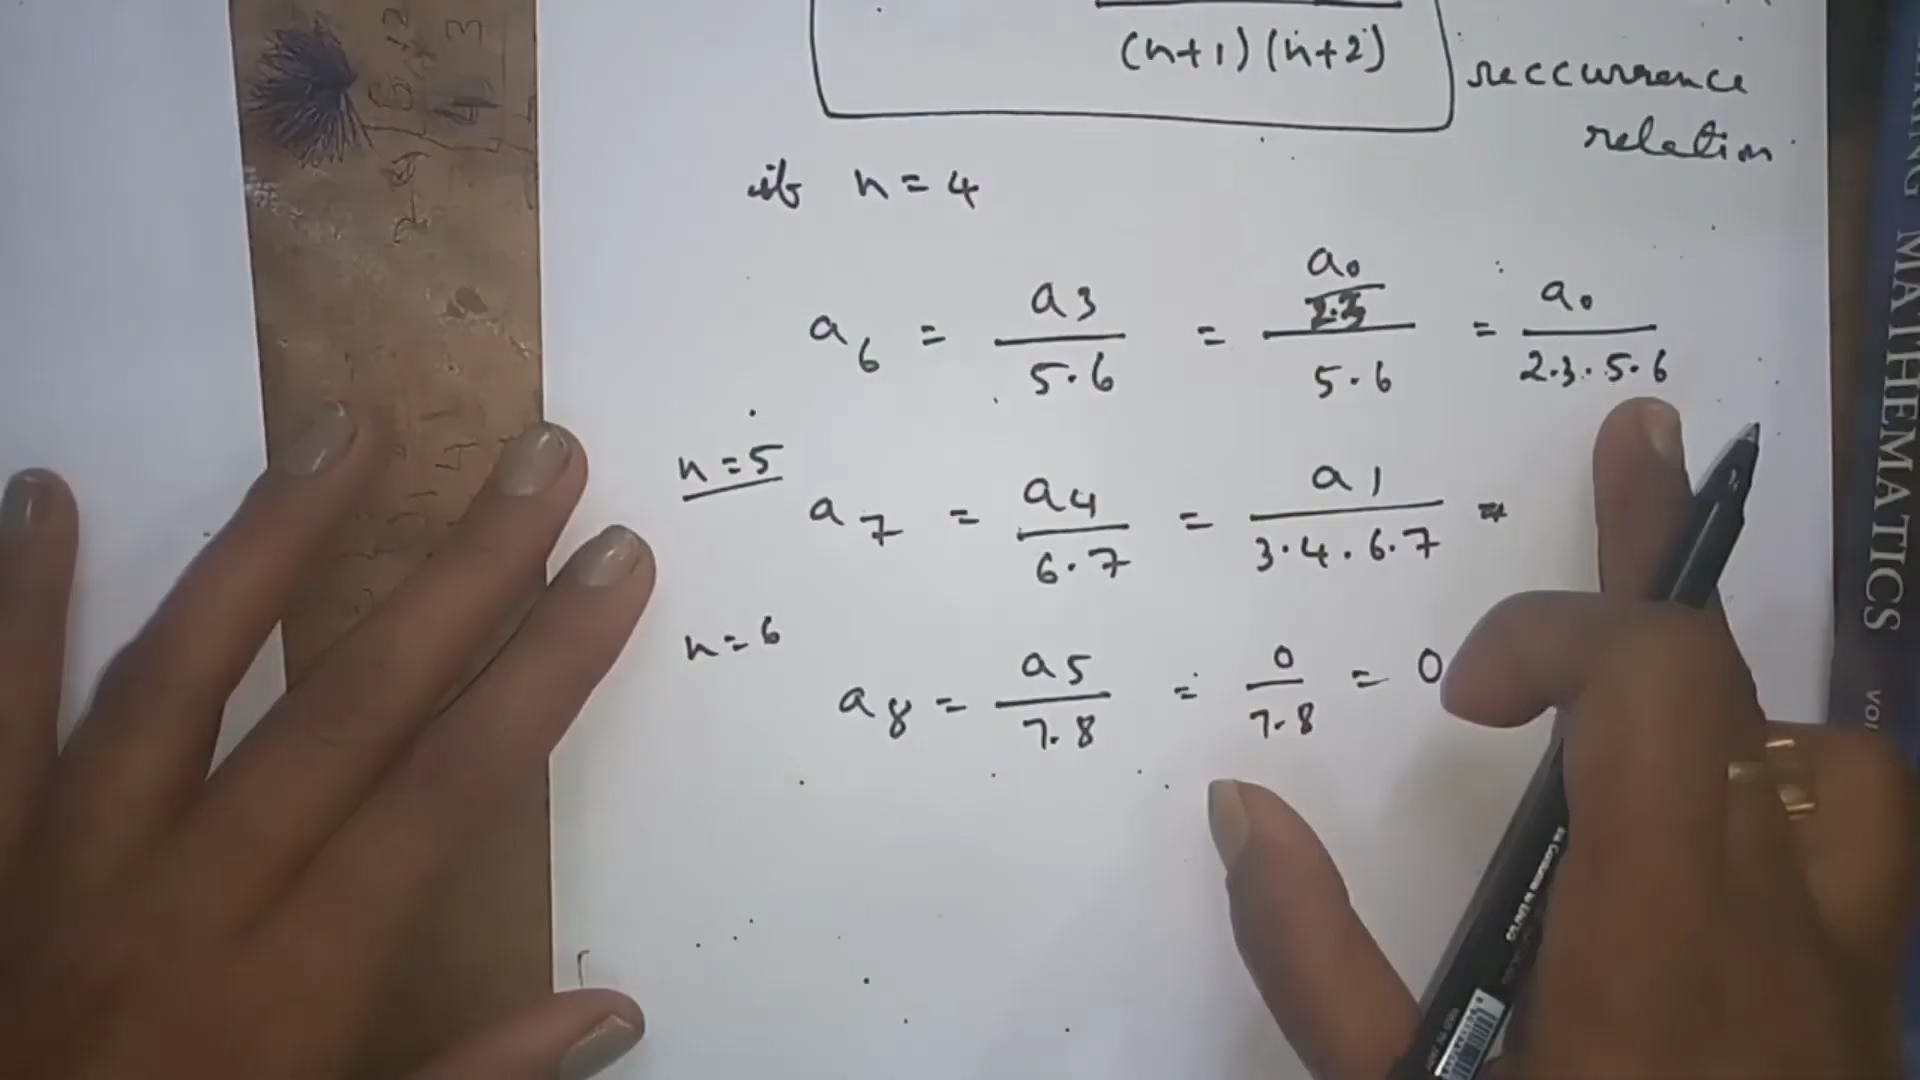 (n+1)(n+2)
reccurrence
relation
if n = 4
a6 = a3/5·6 = (a0/2·3)/5·6 = a0/2·3·5·6
n=5
a7 = a4/6·7 = a1/3·4·6·7 =
n=6
a8 = a5/7·8 = 0/7·8 = 0
MATHEMATICS